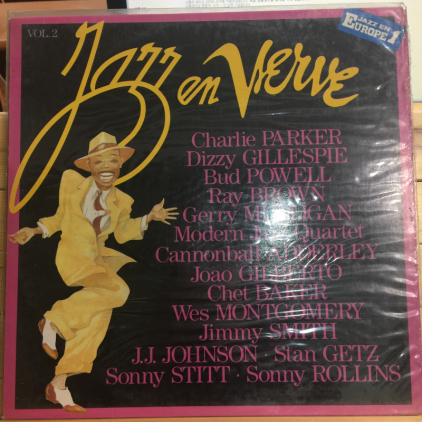 VOL. 2
JAZZ EN
EUROPE 1
Jazz en Verve
Charlie PARKER
Dizzy GILLESPIE
Bud POWELL
Ray BROWN
Gerry MULLIGAN
Modern Jazz Quartet
Cannonball ADDERLEY
Joao GILBERTO
Chet BAKER
Wes MONTGOMERY
Jimmy SMITH
J.J. JOHNSON · Stan GETZ
Sonny STITT · Sonny ROLLINS